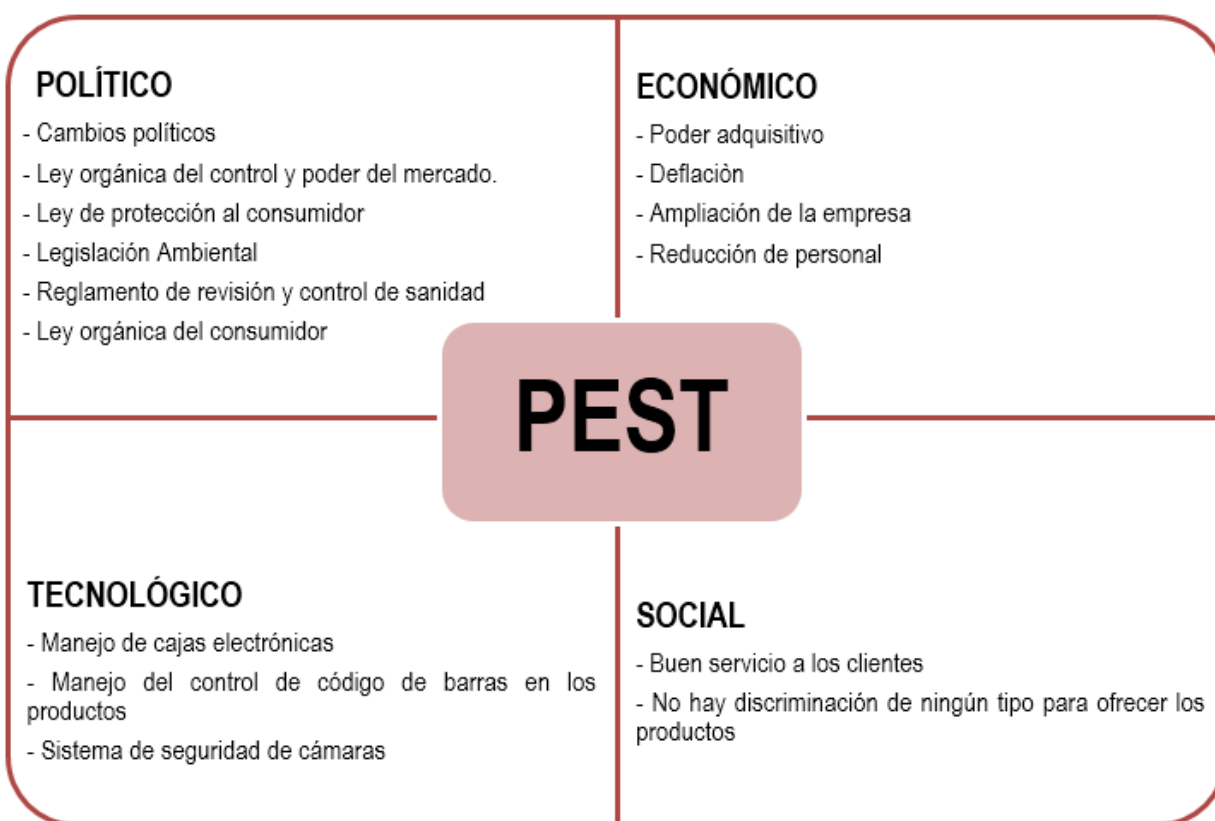 POLÍTICO
- Cambios políticos
- Ley orgánica del control y poder del mercado.
- Ley de protección al consumidor
- Legislación Ambiental
- Reglamento de revisión y control de sanidad
- Ley orgánica del consumidor
ECONÓMICO
- Poder adquisitivo
- Deflaciòn
- Ampliación de la empresa
- Reducción de personal
PEST
TECNOLÓGICO
- Manejo de cajas electrónicas
- Manejo del control de código de barras en los
productos
- Sistema de seguridad de cámaras
SOCIAL
- Buen servicio a los clientes
- No hay discriminación de ningún tipo para ofrecer los
productos